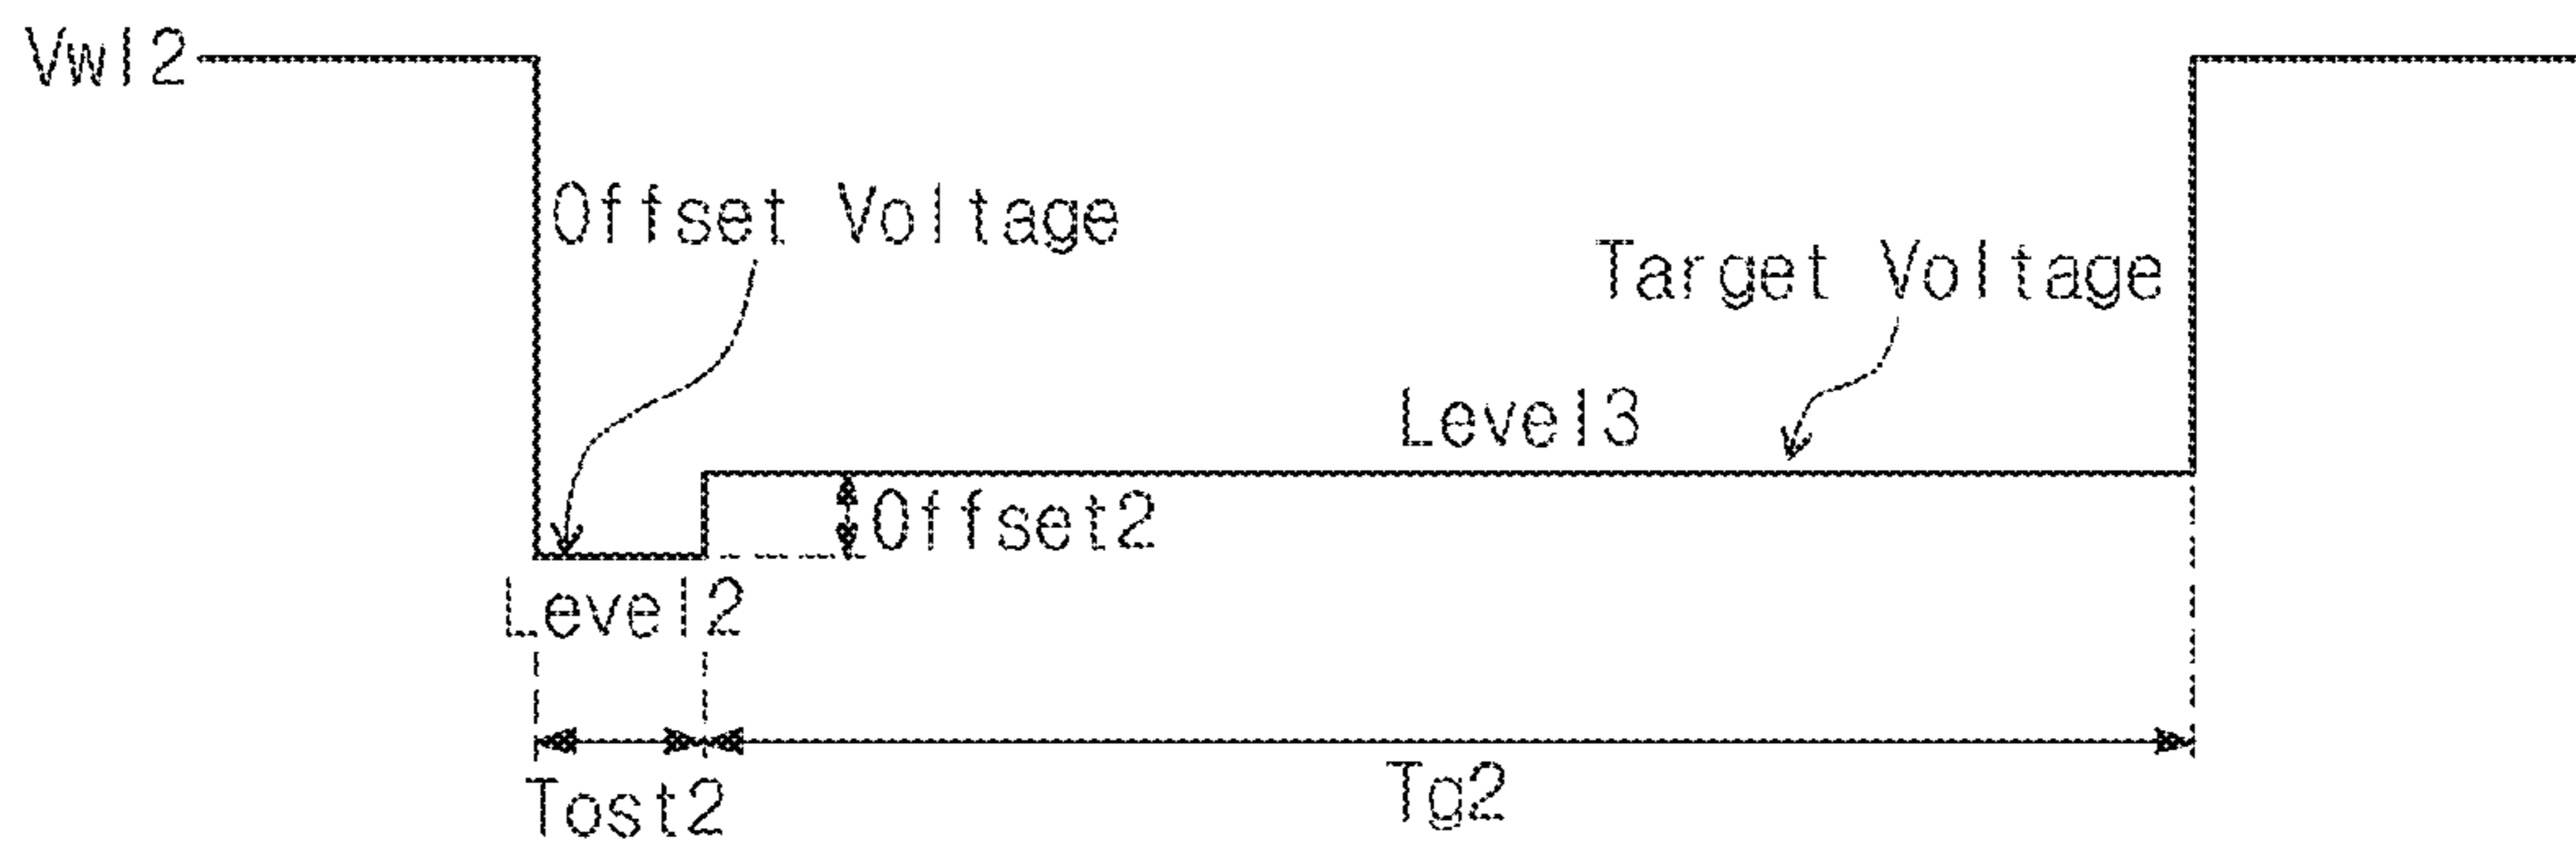 Vwl2
Offset Voltage
Target Voltage
Level3
Offset2
Level2
Tost2
Tg2